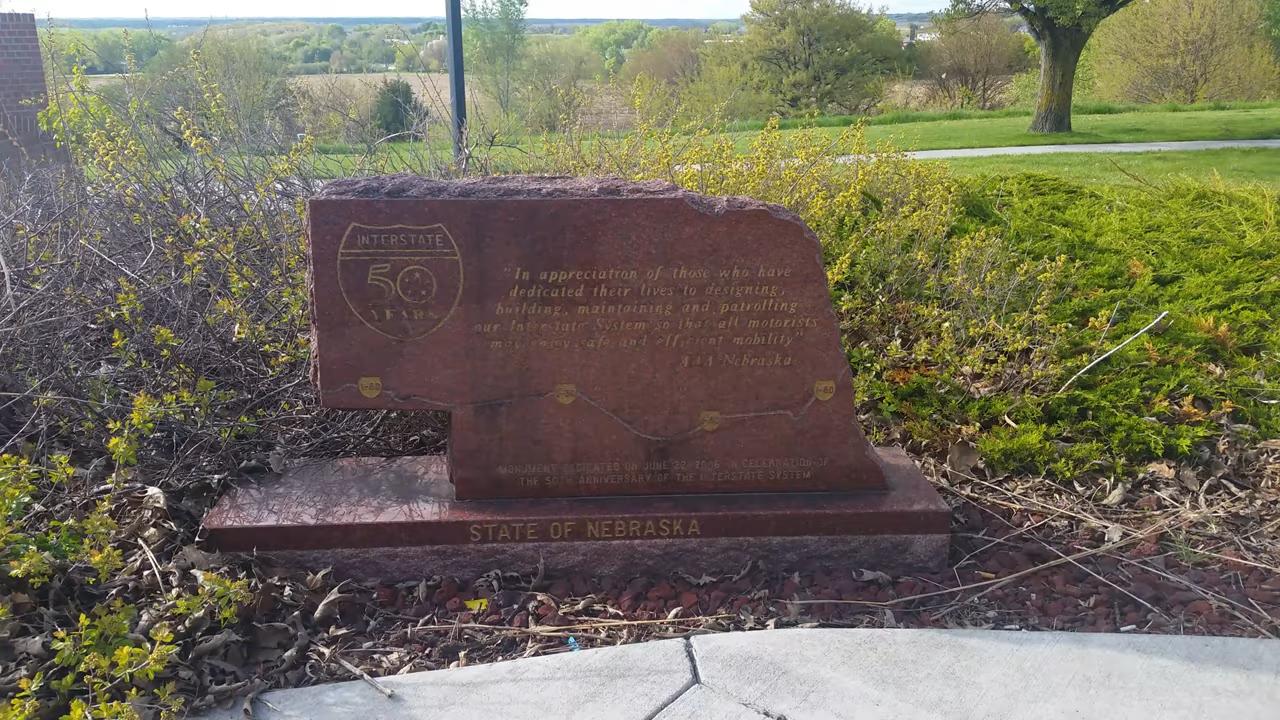 INTERSTATE
50
YEARS
"In appreciation of those who have
dedicated their lives to designing,
building, maintaining and patrolling
our Interstate System so that all motorists
may enjoy safe and efficient mobility"
AAA Nebraska
I-80
I-80
MONUMENT DEDICATED ON JUNE 22, 2006 IN CELEBRATION OF
THE 50TH ANNIVERSARY OF THE INTERSTATE SYSTEM
STATE OF NEBRASKA